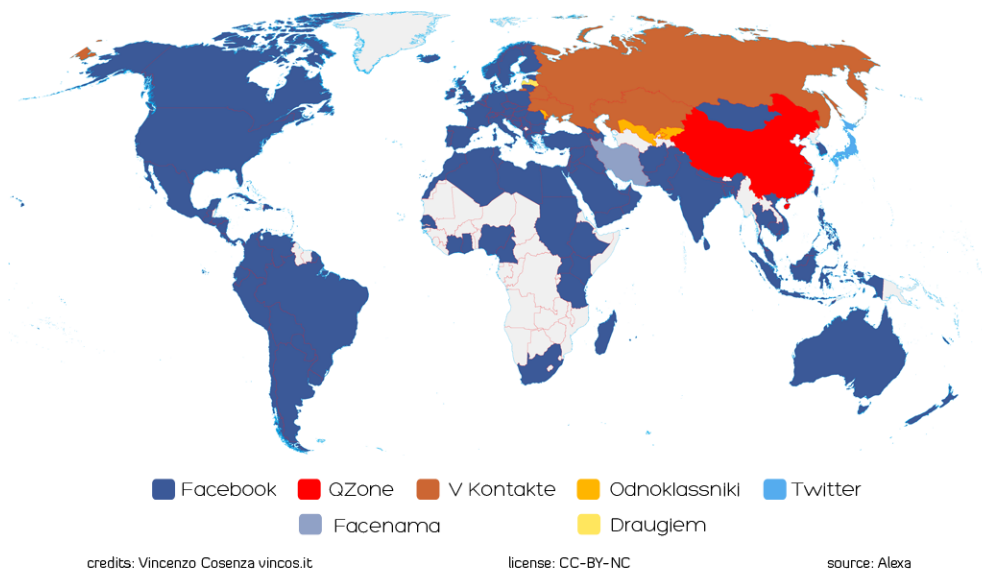 Facebook QZone V Kontakte Odnoklassniki Twitter
Facenama Draugiem
credits: Vincenzo Cosenza vincos.it license: CC-BY-NC source: Alexa